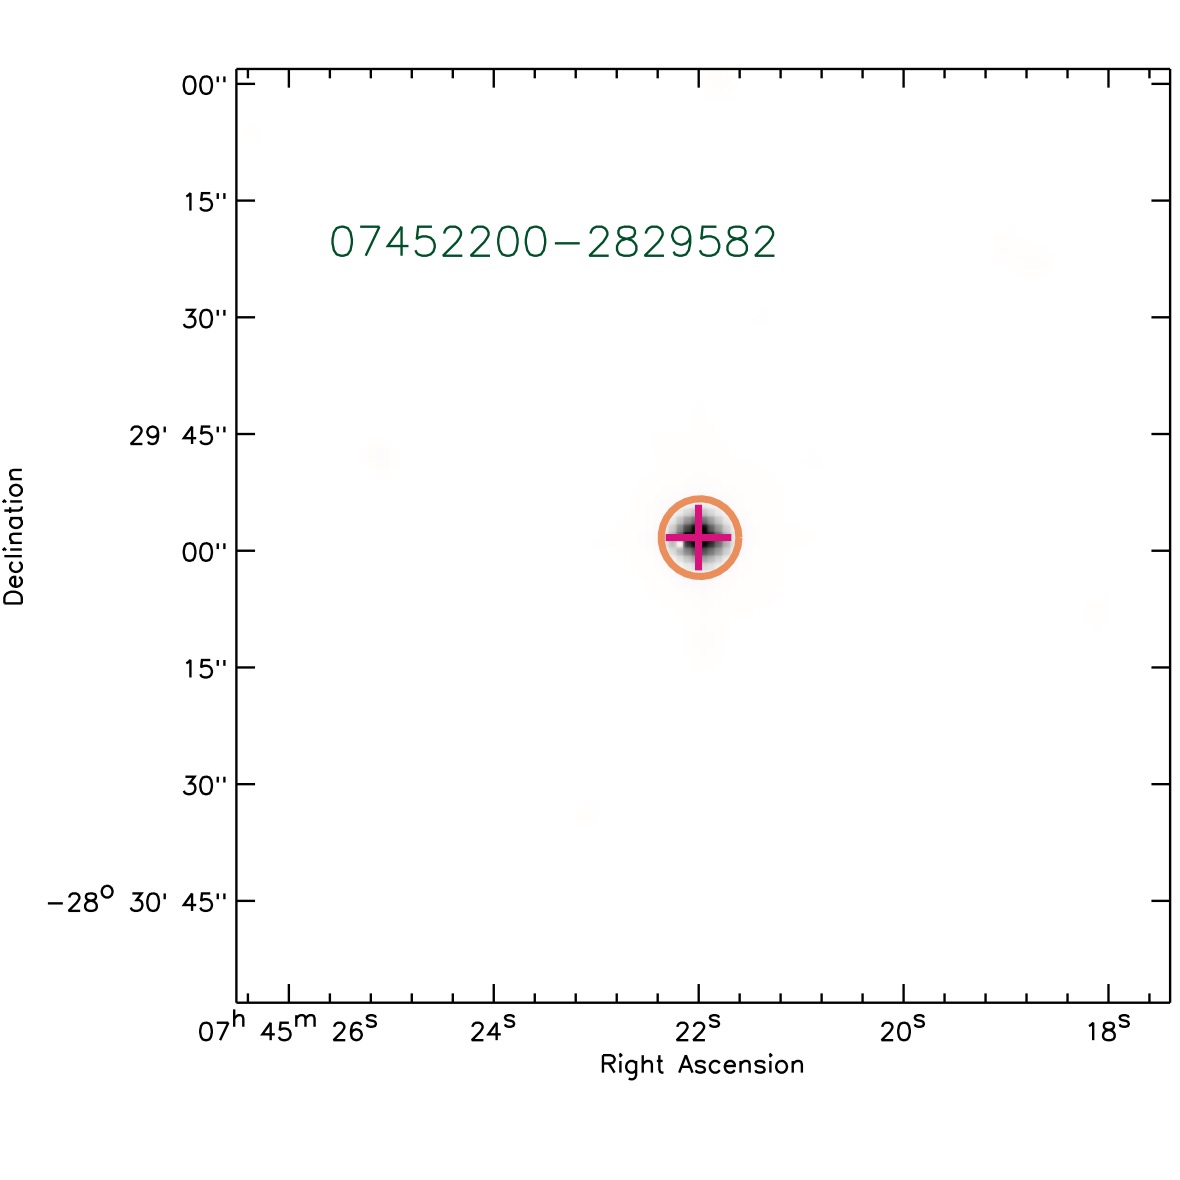 00"
15"
07452200-2829582
30"
29' 45"
00"
15"
30"
-28° 30' 45"
07h 45m 26s 24s 22s 20s 18s
Right Ascension
Declination